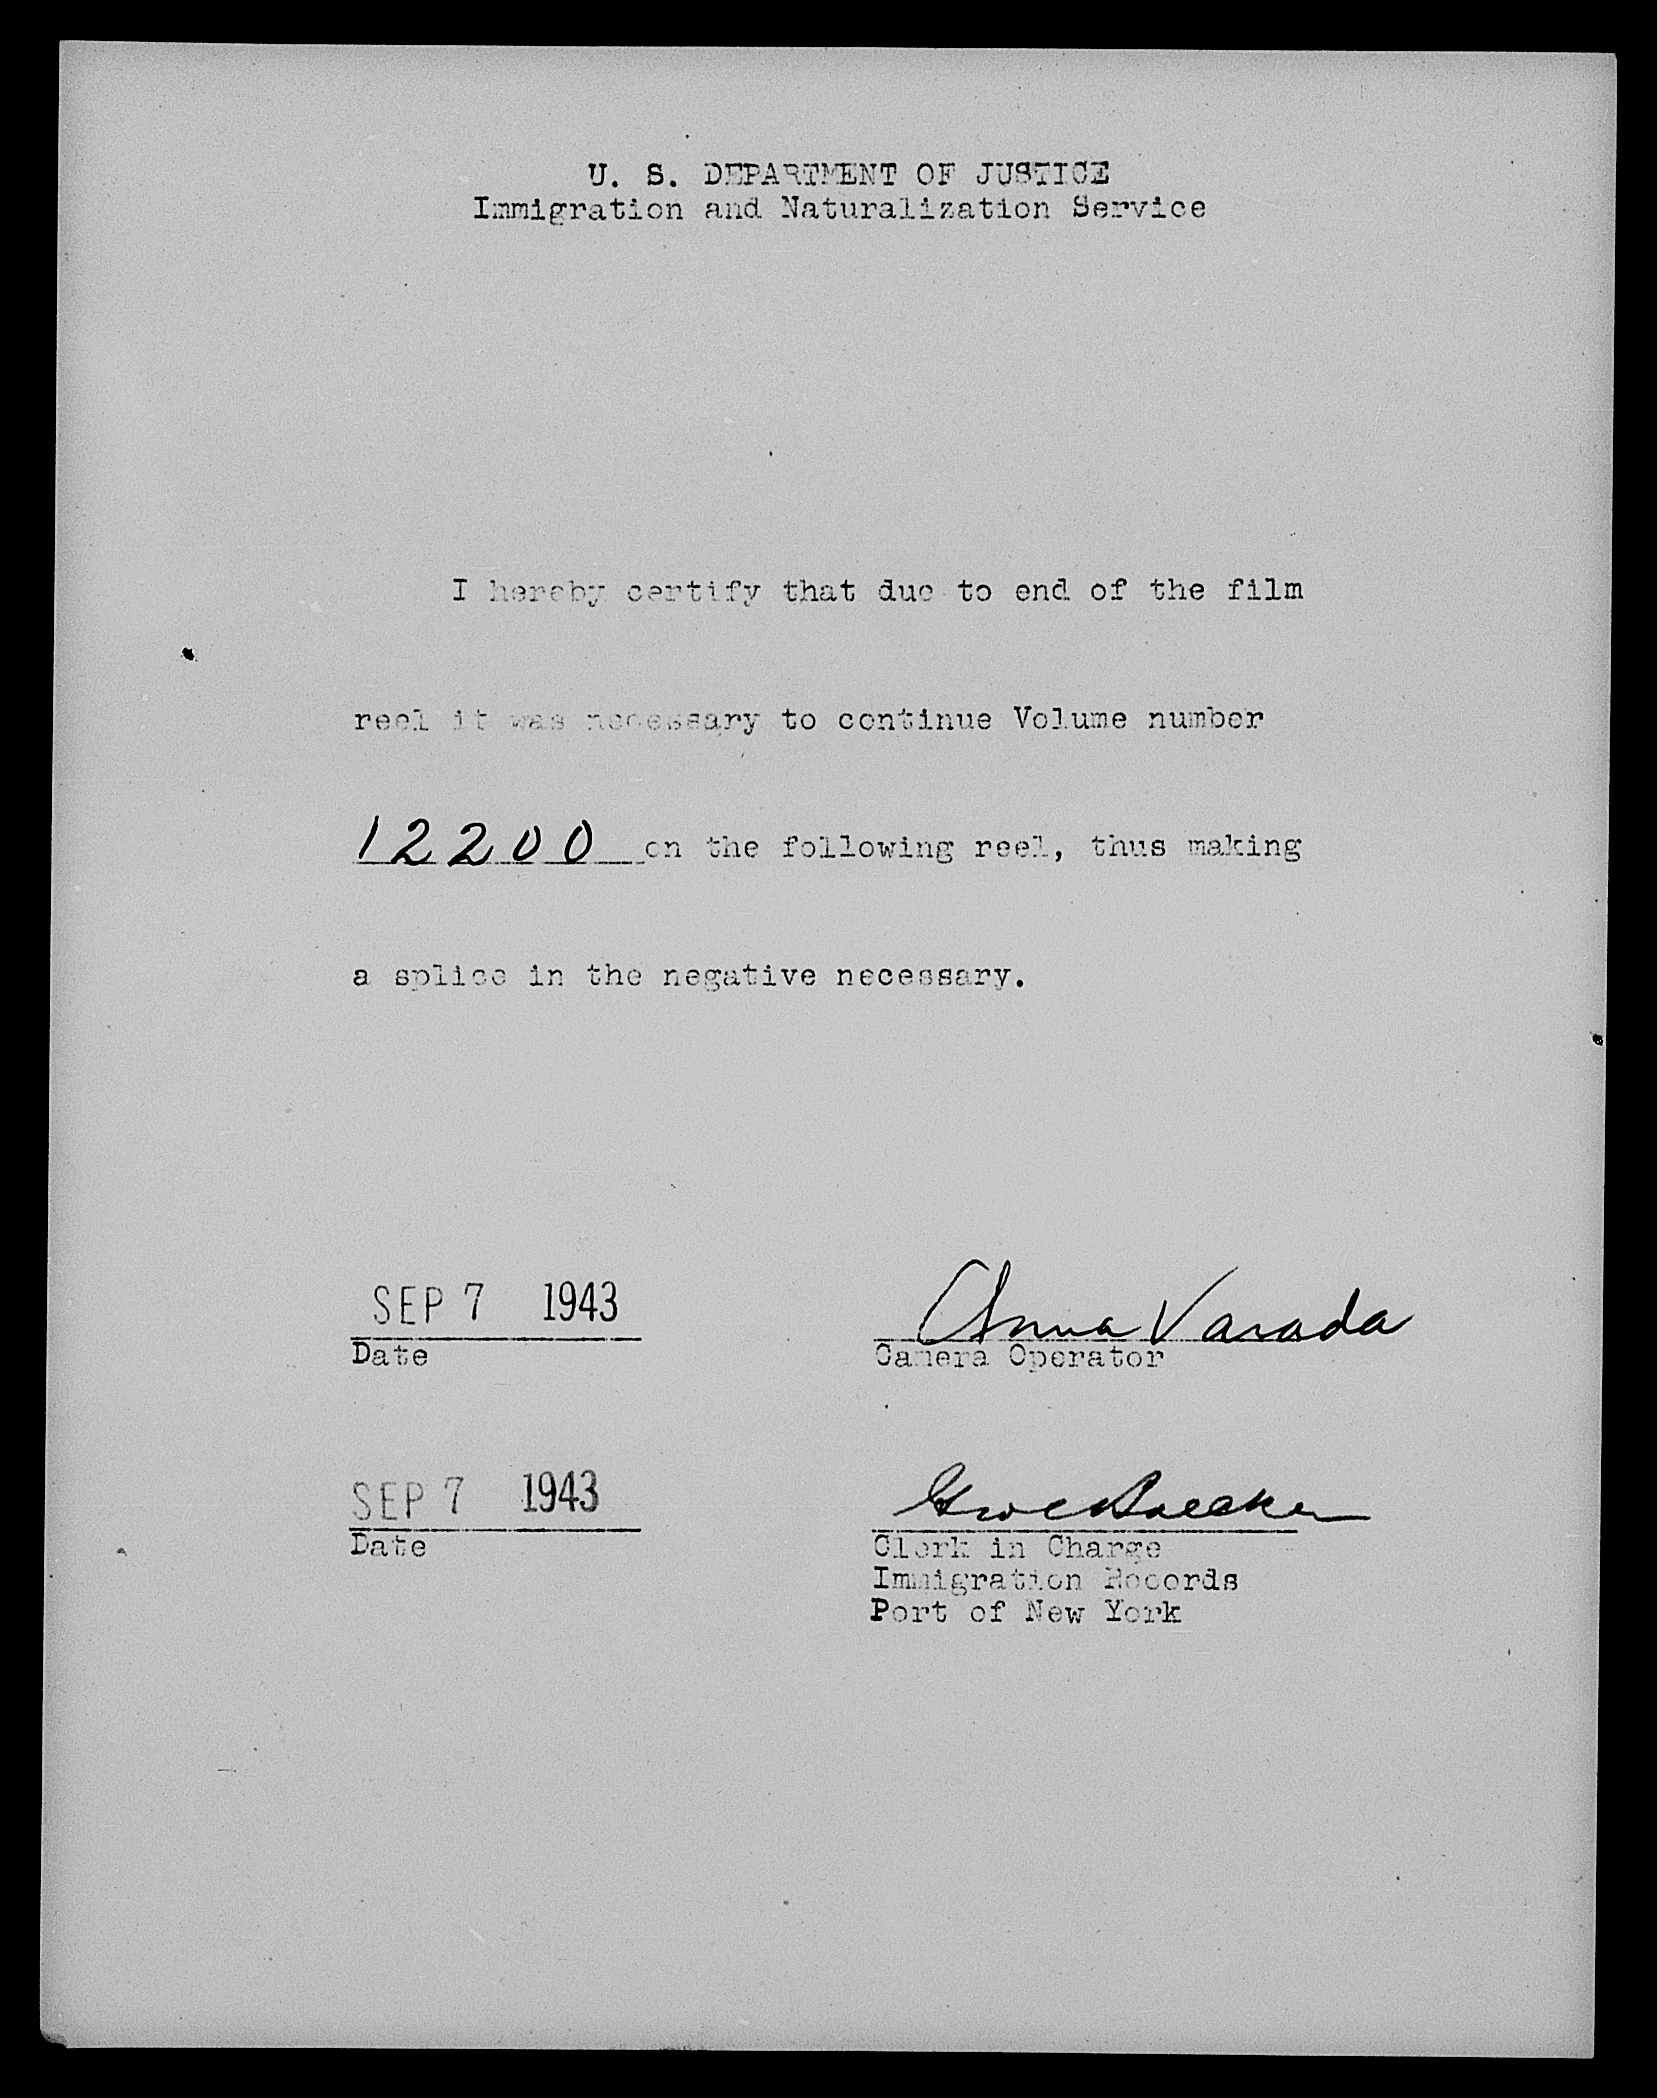 U. S. DEPARTMENT OF JUSTICE
Immigration and Naturalization Service
I hereby certify that due to end of the film
reel it was necessary to continue Volume number
12200 on the following reel, thus making
a splice in the negative necessary.
SEP 7 1943
Date
Anna Varada
Camera Operator
SEP 7 1943
Date
Clerk in Charge
Immigration Records
Port of New York